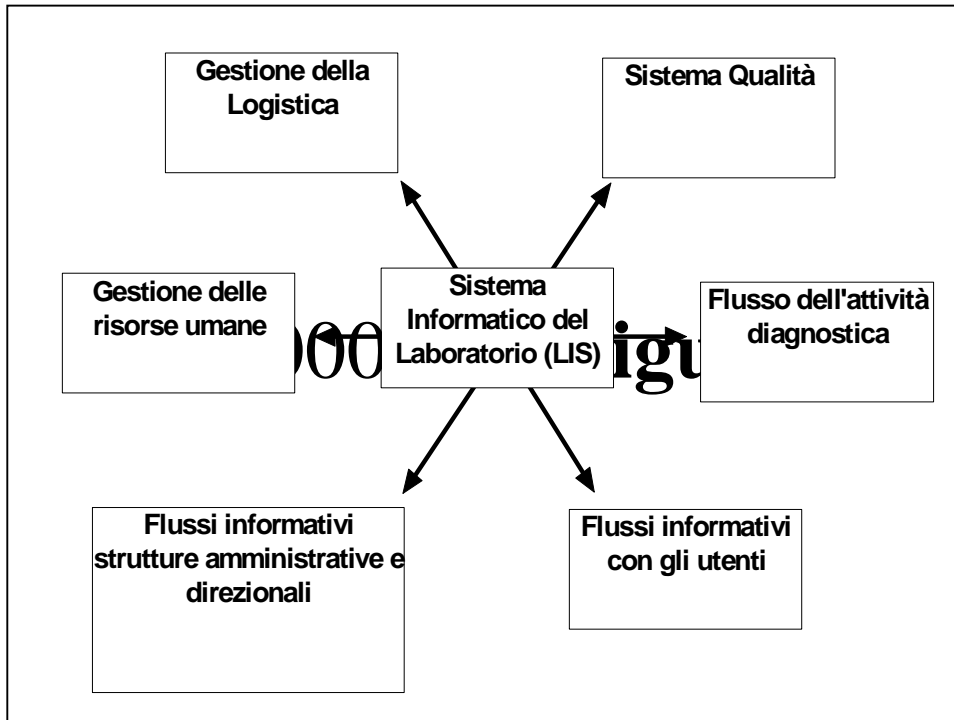 Gestione della
Logistica
Sistema Qualità
Gestione delle
risorse umane
Sistema
Informatico del
Laboratorio (LIS)
Flusso dell'attività
diagnostica
Flussi informativi
strutture amministrative e
direzionali
Flussi informativi
con gli utenti